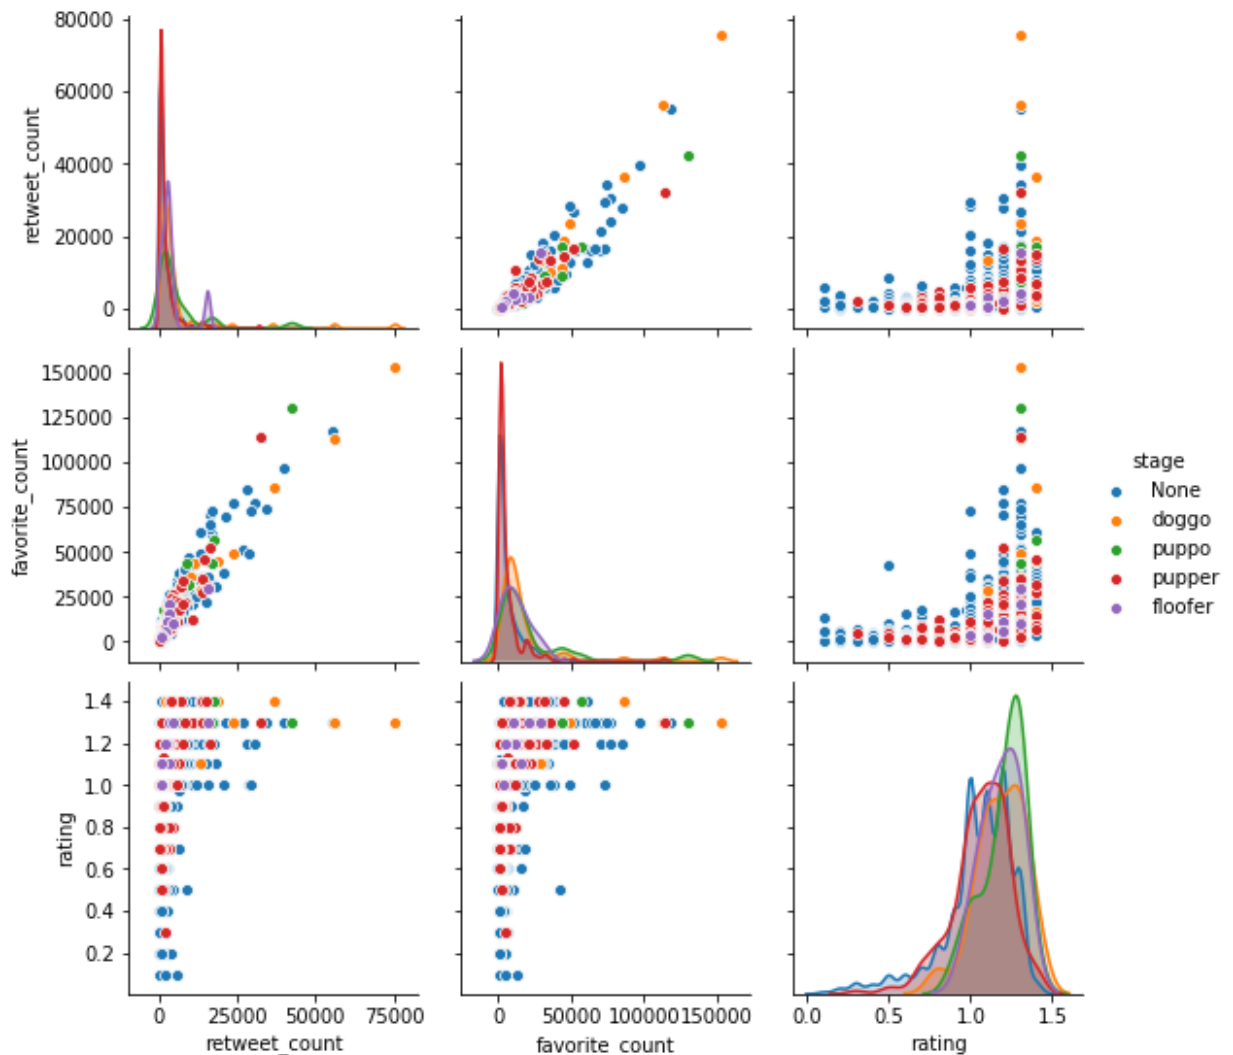 80000
60000
40000
20000
0
retweet_count
150000
125000
100000
75000
50000
25000
0
favorite_count
stage
None
doggo
puppo
pupper
floofer
1.4
1.2
1.0
0.8
0.6
0.4
0.2
rating
0 25000 50000 75000
retweet_count
0 50000 100000 150000
favorite_count
0.0 0.5 1.0 1.5
rating